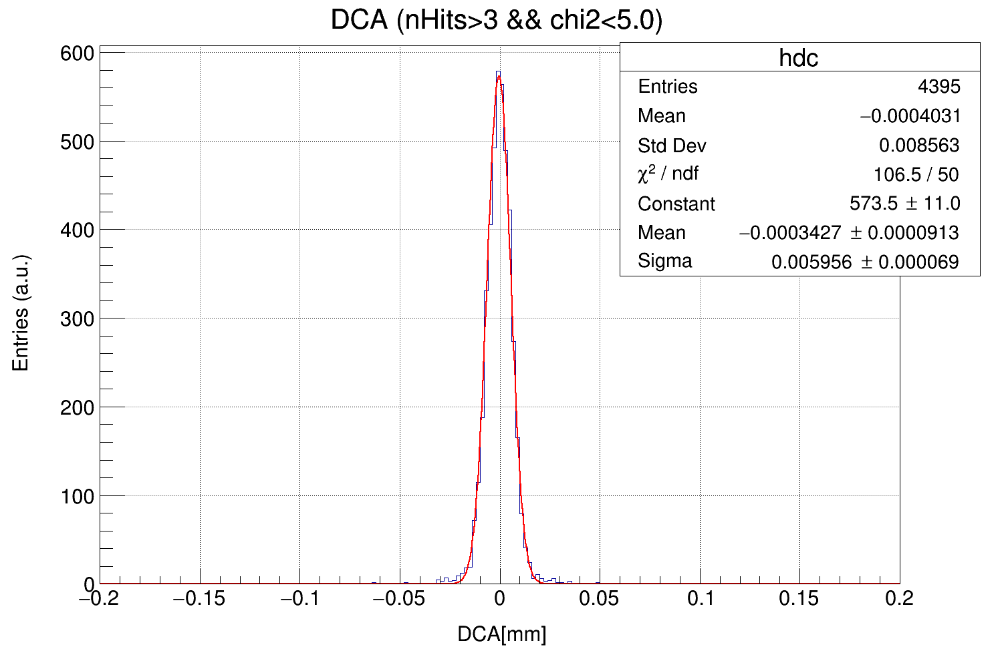 DCA (nHits>3 && chi2<5.0)
hdc
Entries 4395
Mean −0.0004031
Std Dev 0.008563
χ² / ndf 106.5 / 50
Constant 573.5 ± 11.0
Mean −0.0003427 ± 0.0000913
Sigma 0.005956 ± 0.000069
Entries (a.u.)
600
500
400
300
200
100
0
−0.2 −0.15 −0.1 −0.05 0 0.05 0.1 0.15 0.2
DCA[mm]